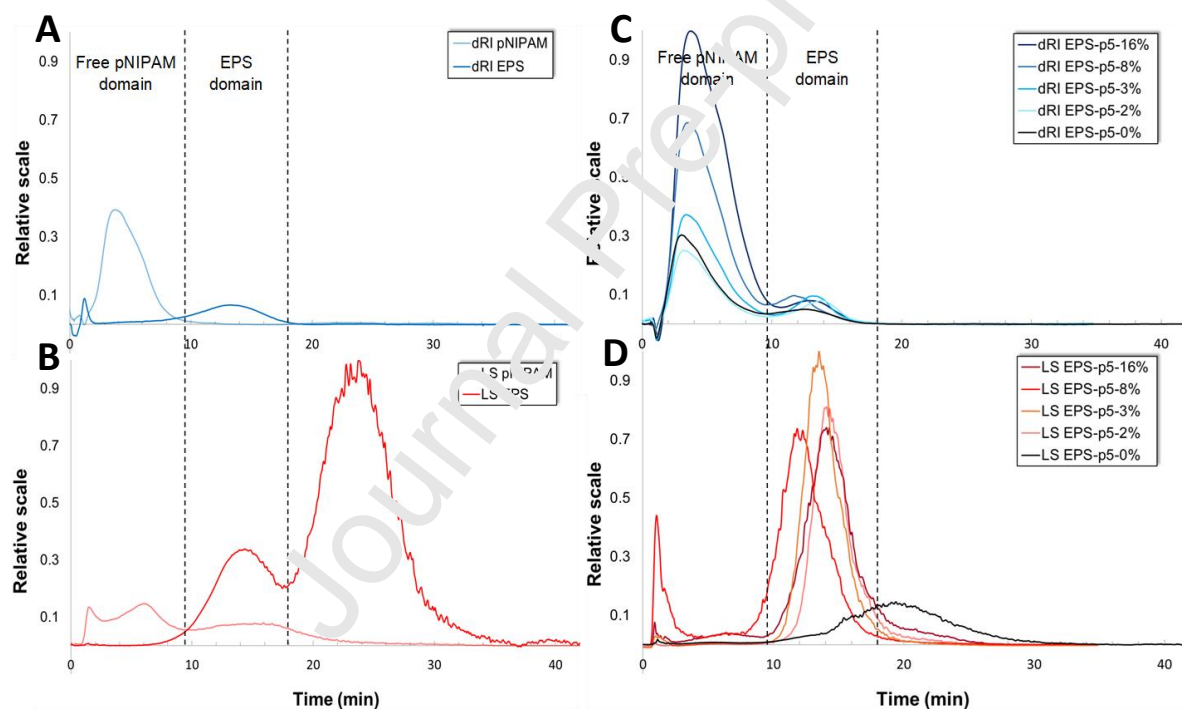 A
0.9
0.7
0.5
0.3
0.1
Relative scale
Free pNIPAM
domain
EPS
domain
dRI pNIPAM
dRI EPS
0
10
20
30
B
0.9
0.7
0.5
0.3
0.1
Relative scale
LS
LS EPS
0
10
20
30
40
Time (min)
C
0.9
0.7
0.3
0.1
Relative scale
Free pNIPAM
domain
EPS
domain
dRI EPS-p5-16%
dRI EPS-p5-8%
dRI EPS-p5-3%
dRI EPS-p5-2%
dRI EPS-p5-0%
0
10
20
30
40
D
0.9
0.7
0.5
0.3
0.1
Relative scale
LS EPS-p5-16%
LS EPS-p5-8%
LS EPS-p5-3%
LS EPS-p5-2%
LS EPS-p5-0%
0
10
20
30
40
Time (min)
Journal Pre-p